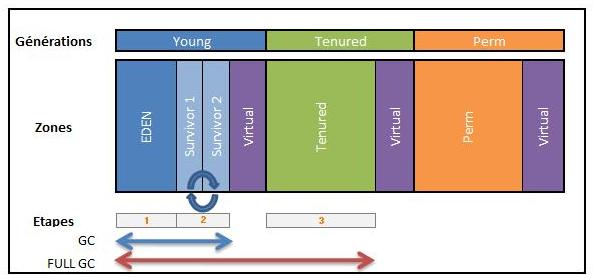 Générations Young Tenured Perm
Zones EDEN Survivor 1 Survivor 2 Virtual Tenured Virtual Perm Virtual
Etapes 1 2 3
GC
FULL GC